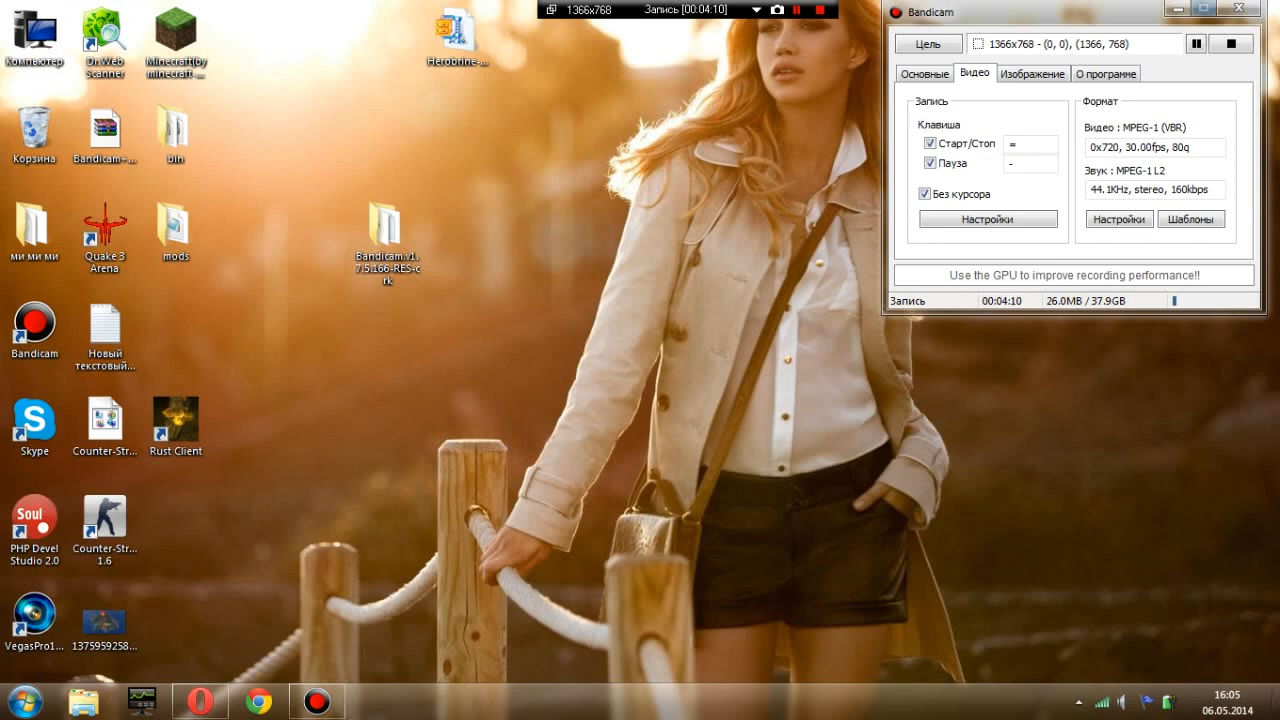 1366x768 Запись [00:04:10]
Bandicam
Цель
1366x768 - (0, 0), (1366, 768)
Основные Видео Изображение О программе
Запись
Клавиша
Старт/Стоп =
Пауза -
Без курсора
Настройки
Формат
Видео : MPEG-1 (VBR)
0x720, 30.00fps, 80q
Звук : MPEG-1 L2
44.1KHz, stereo, 160kbps
Настройки Шаблоны
Use the GPU to improve recording performance!!
Запись 00:04:10 26.0MB / 37.9GB
Компьютер
Dr.Web
Scanner
Minecraft(by
minecraft-...
Herobrine-...
Корзина
Bandicam+...
bin
ми ми ми
Quake 3
Arena
mods
Bandicam.v1.
7.5.166-RES-c
rk
Bandicam
Новый
текстовый...
Skype
Counter-Str...
Rust Client
Soul
PHP Devel
Studio 2.0
Counter-Str...
1.6
VegasPro1...
1375959258...
16:05
06.05.2014